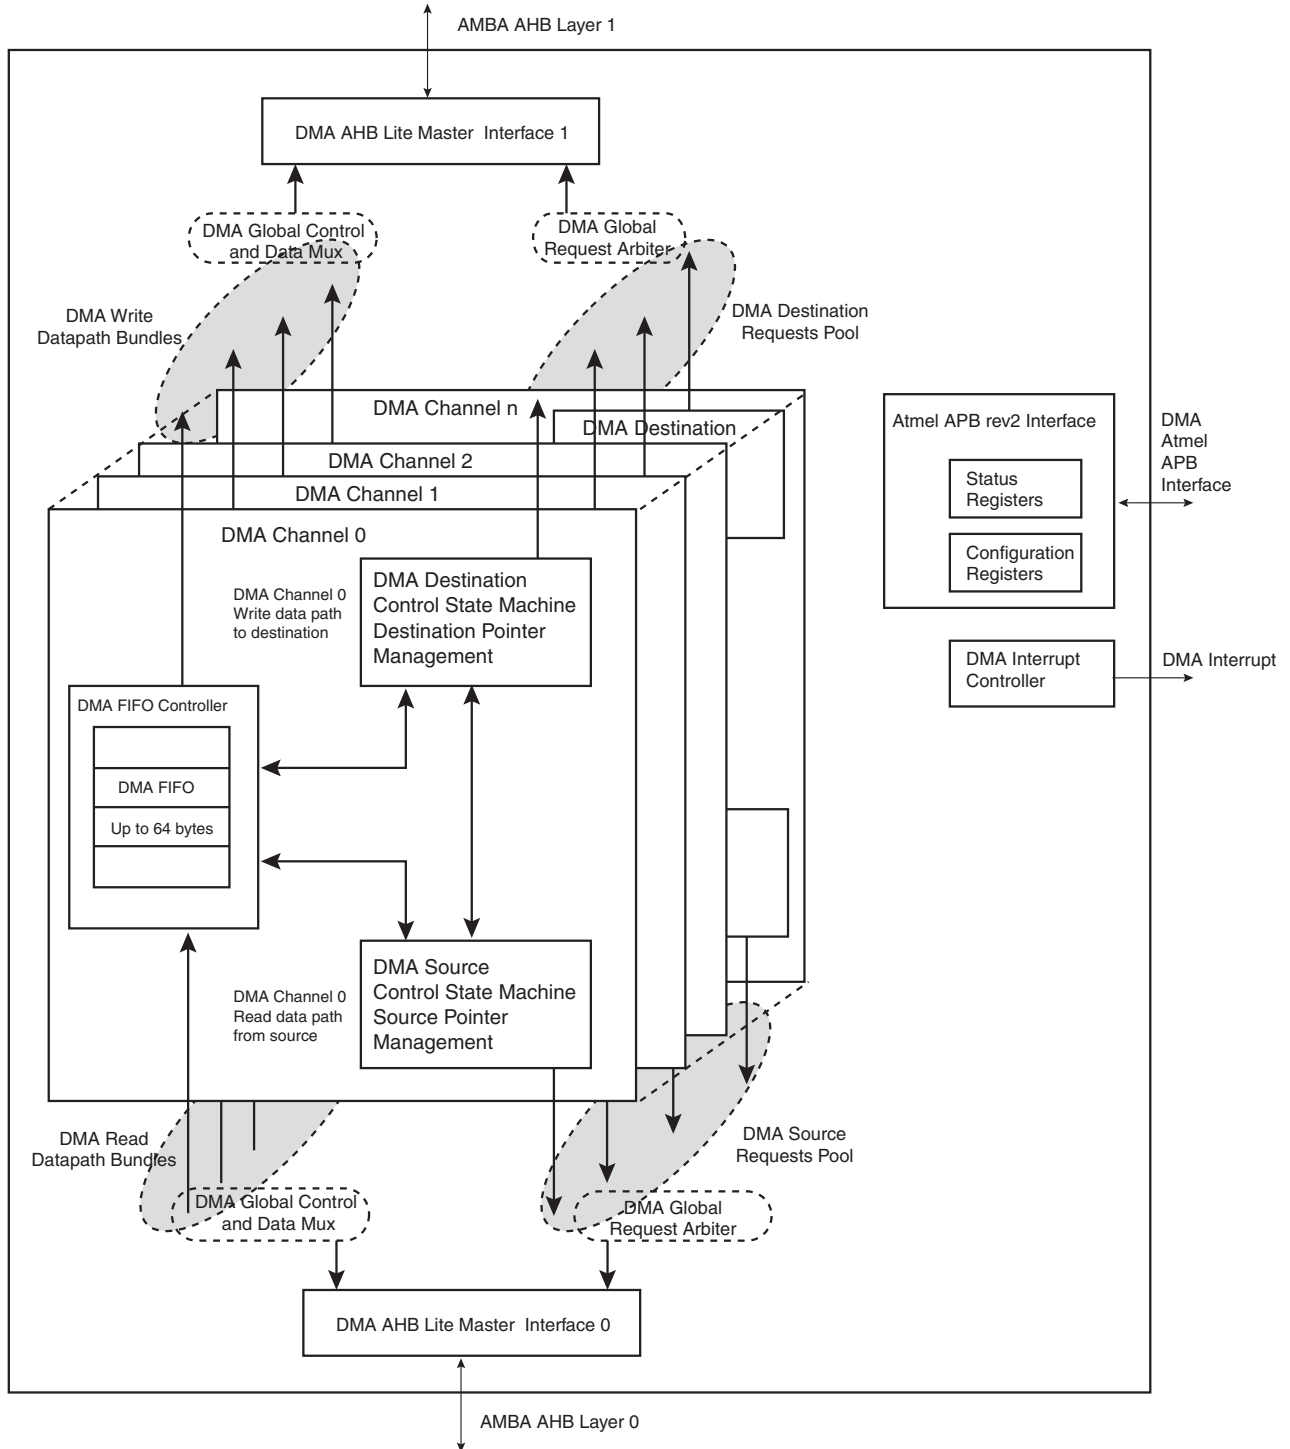 AMBA AHB Layer 1
DMA AHB Lite Master Interface 1
DMA Global Control
and Data Mux
DMA Global
Request Arbiter
DMA Write
Datapath Bundles
DMA Destination
Requests Pool
DMA Channel n
DMA Destination
DMA Channel 2
DMA Channel 1
DMA Channel 0
DMA Channel 0
Write data path
to destination
DMA Destination
Control State Machine
Destination Pointer
Management
DMA FIFO Controller
DMA FIFO
Up to 64 bytes
DMA Channel 0
Read data path
from source
DMA Source
Control State Machine
Source Pointer
Management
Atmel APB rev2 Interface
Status
Registers
Configuration
Registers
DMA
Atmel
APB
Interface
DMA Interrupt
Controller
DMA Interrupt
DMA Read
Datapath Bundles
DMA Source
Requests Pool
DMA Global Control
and Data Mux
DMA Global
Request Arbiter
DMA AHB Lite Master Interface 0
AMBA AHB Layer 0